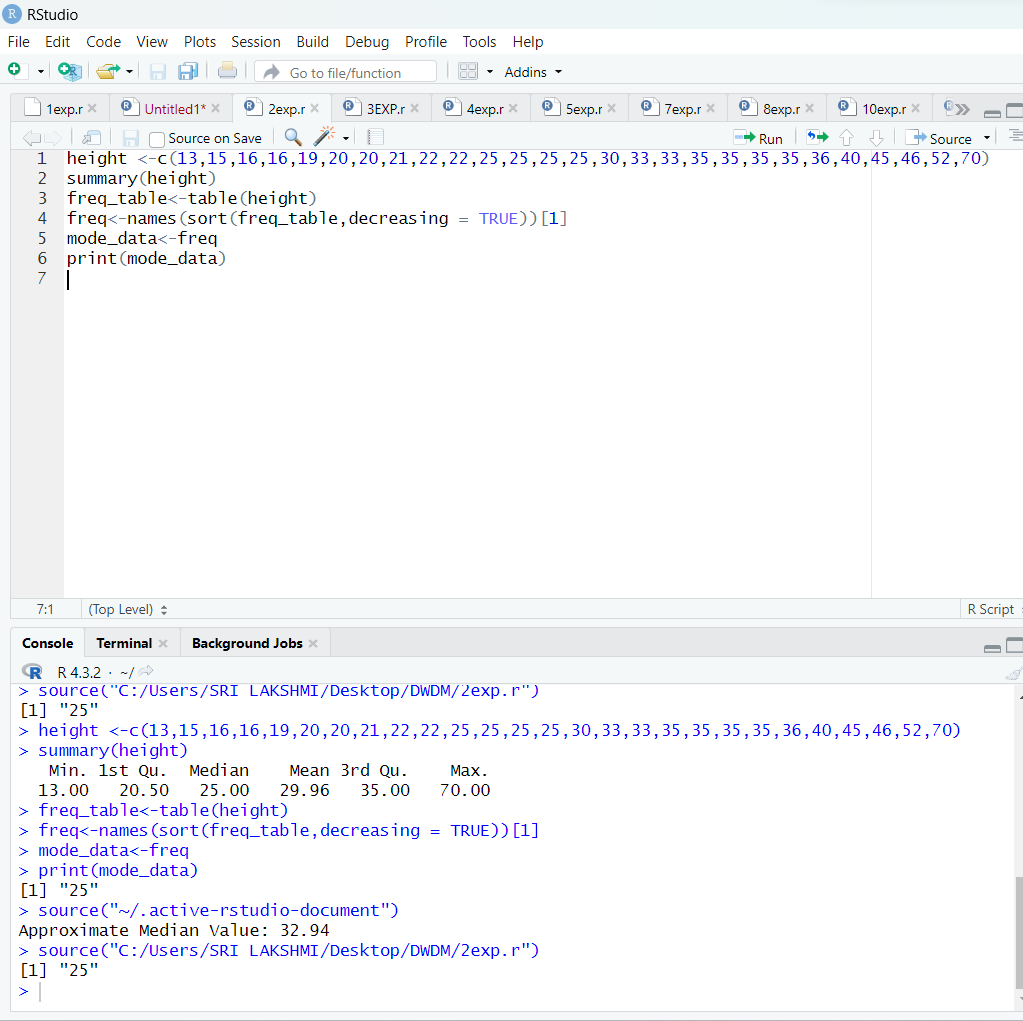 RStudio
File Edit Code View Plots Session Build Debug Profile Tools Help
Go to file/function Addins
1exp.r Untitled1* 2exp.r 3EXP.r 4exp.r 5exp.r 7exp.r 8exp.r 10exp.r
Source on Save Run Source
1 height <-c(13,15,16,16,19,20,20,21,22,22,25,25,25,25,30,33,33,35,35,35,35,36,40,45,46,52,70)
2 summary(height)
3 freq_table<-table(height)
4 freq<-names(sort(freq_table,decreasing = TRUE))[1]
5 mode_data<-freq
6 print(mode_data)
7
7:1 (Top Level) R Script
Console Terminal Background Jobs
R 4.3.2 · ~/
> source("C:/Users/SRI LAKSHMI/Desktop/DWDM/2exp.r")
[1] "25"
> height <-c(13,15,16,16,19,20,20,21,22,22,25,25,25,25,30,33,33,35,35,35,35,36,40,45,46,52,70)
> summary(height)
Min. 1st Qu. Median Mean 3rd Qu. Max.
13.00 20.50 25.00 29.96 35.00 70.00
> freq_table<-table(height)
> freq<-names(sort(freq_table,decreasing = TRUE))[1]
> mode_data<-freq
> print(mode_data)
[1] "25"
> source("~/.active-rstudio-document")
Approximate Median Value: 32.94
> source("C:/Users/SRI LAKSHMI/Desktop/DWDM/2exp.r")
[1] "25"
>